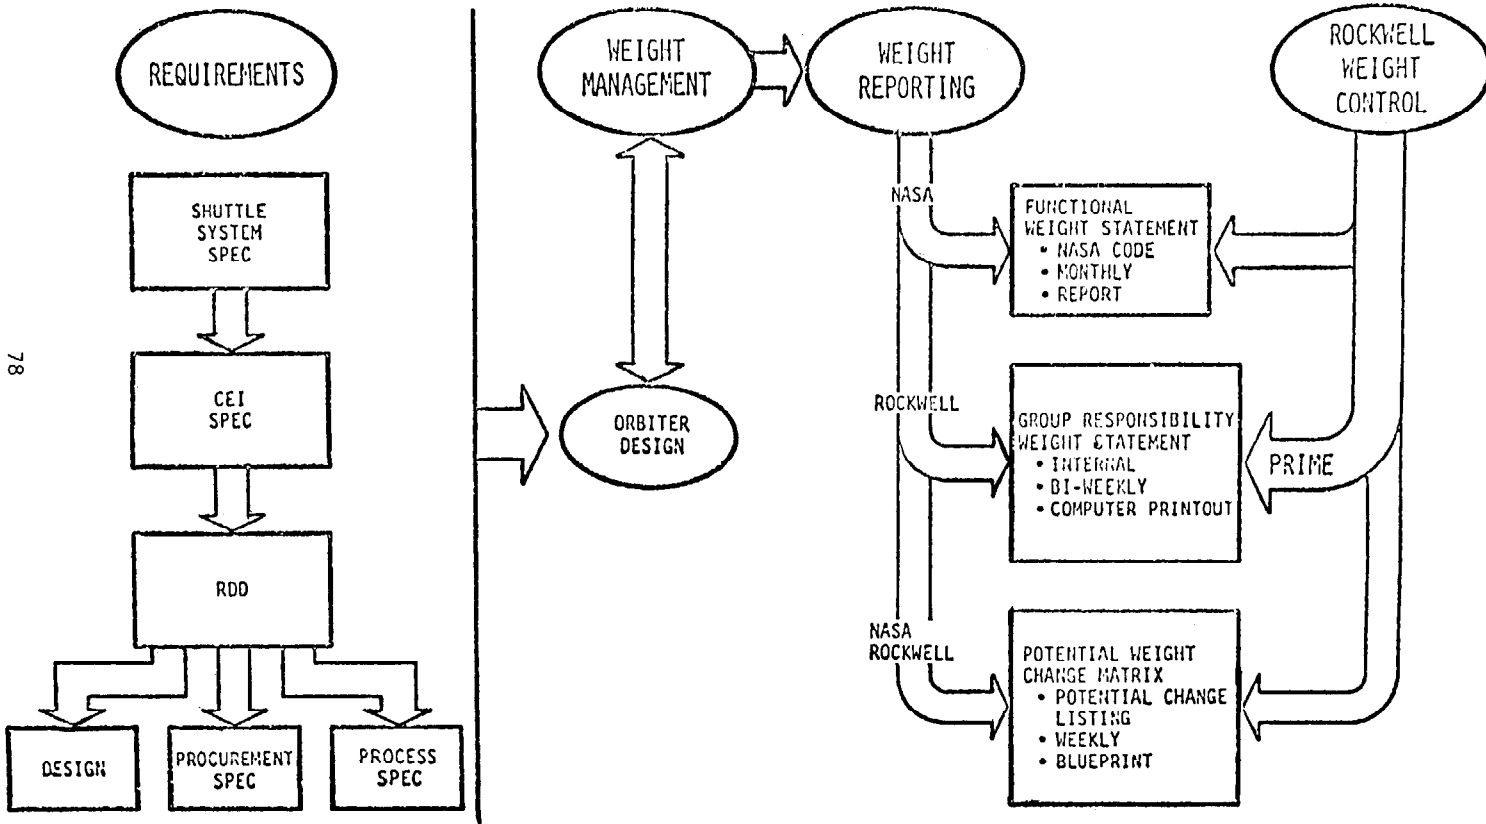 REQUIREMENTS
SHUTTLE
SYSTEM
SPEC
CEI
SPEC
RDD
DESIGN
PROCUREMENT
SPEC
PROCESS
SPEC
78
WEIGHT
MANAGEMENT
ORBITER
DESIGN
WEIGHT
REPORTING
NASA
ROCKWELL
NASA
ROCKWELL
FUNCTIONAL
WEIGHT STATEMENT
• NASA CODE
• MONTHLY
• REPORT
GROUP RESPONSIBILITY
WEIGHT STATEMENT
• INTERNAL
• BI-WEEKLY
• COMPUTER PRINTOUT
POTENTIAL WEIGHT
CHANGE MATRIX
• POTENTIAL CHANGE
LISTING
• WEEKLY
• BLUEPRINT
ROCKWELL
WEIGHT
CONTROL
PRIME